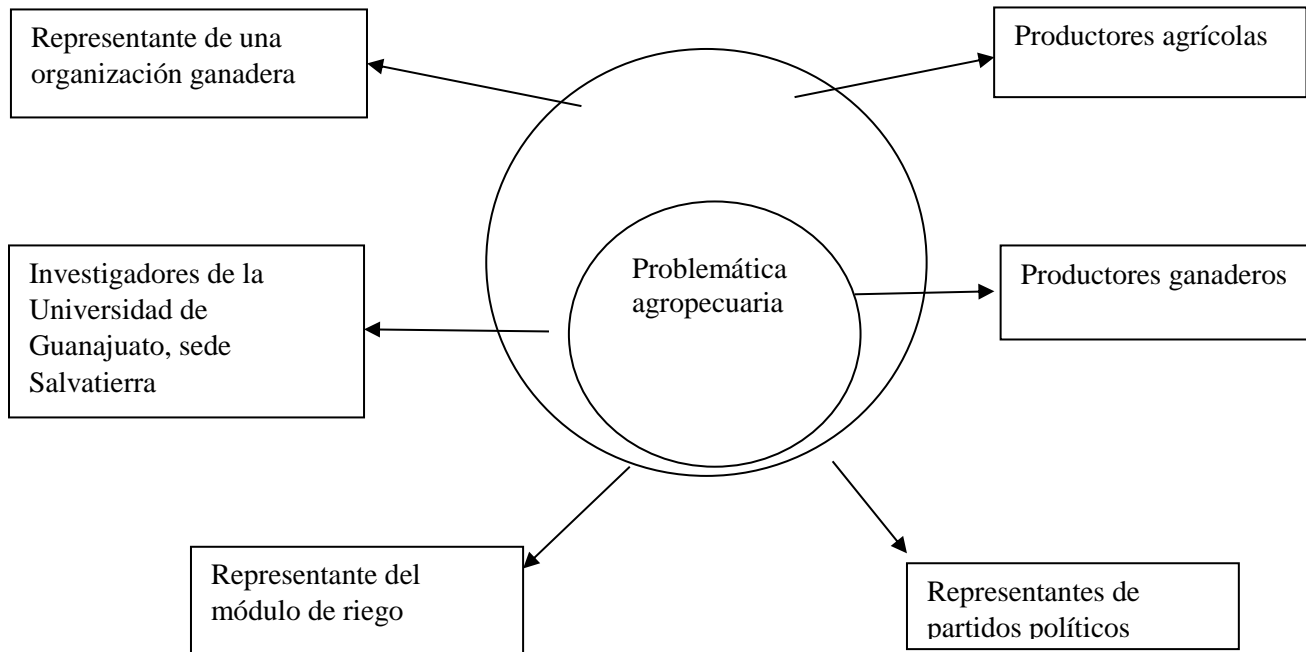 Representante de una
organización ganadera
Productores agrícolas
Investigadores de la
Universidad de
Guanajuato, sede
Salvatierra
Problemática
agropecuaria
Productores ganaderos
Representante del
módulo de riego
Representantes de
partidos políticos